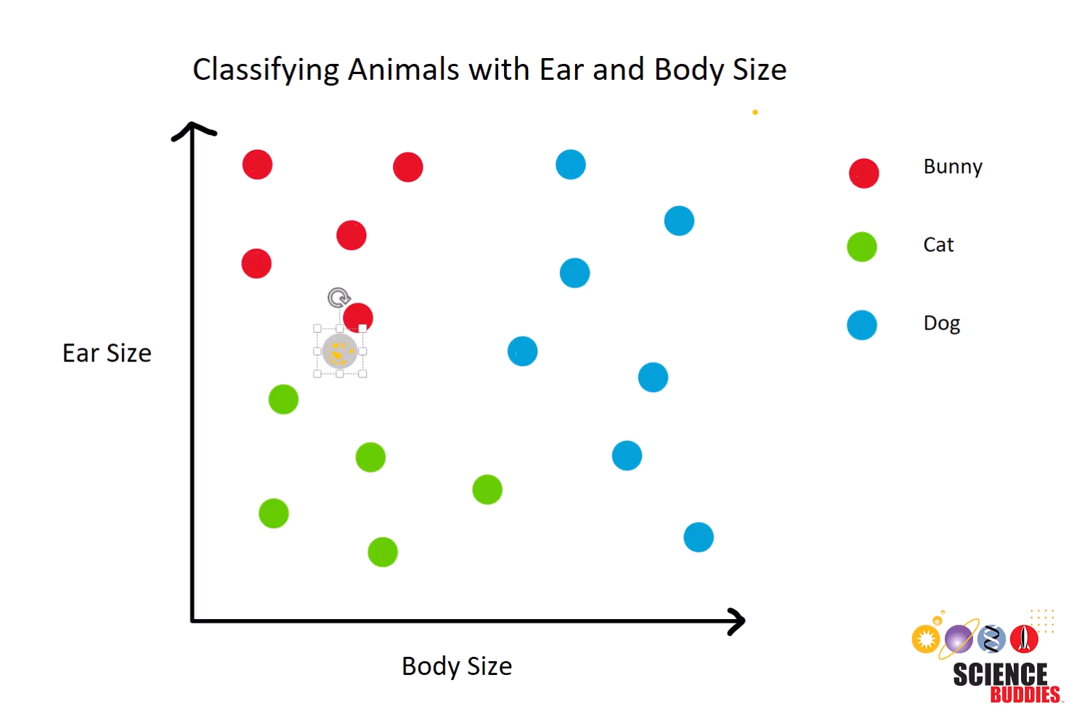 Classifying Animals with Ear and Body Size
Bunny
Cat
Dog
Ear Size
Body Size
SCIENCE
BUDDIES